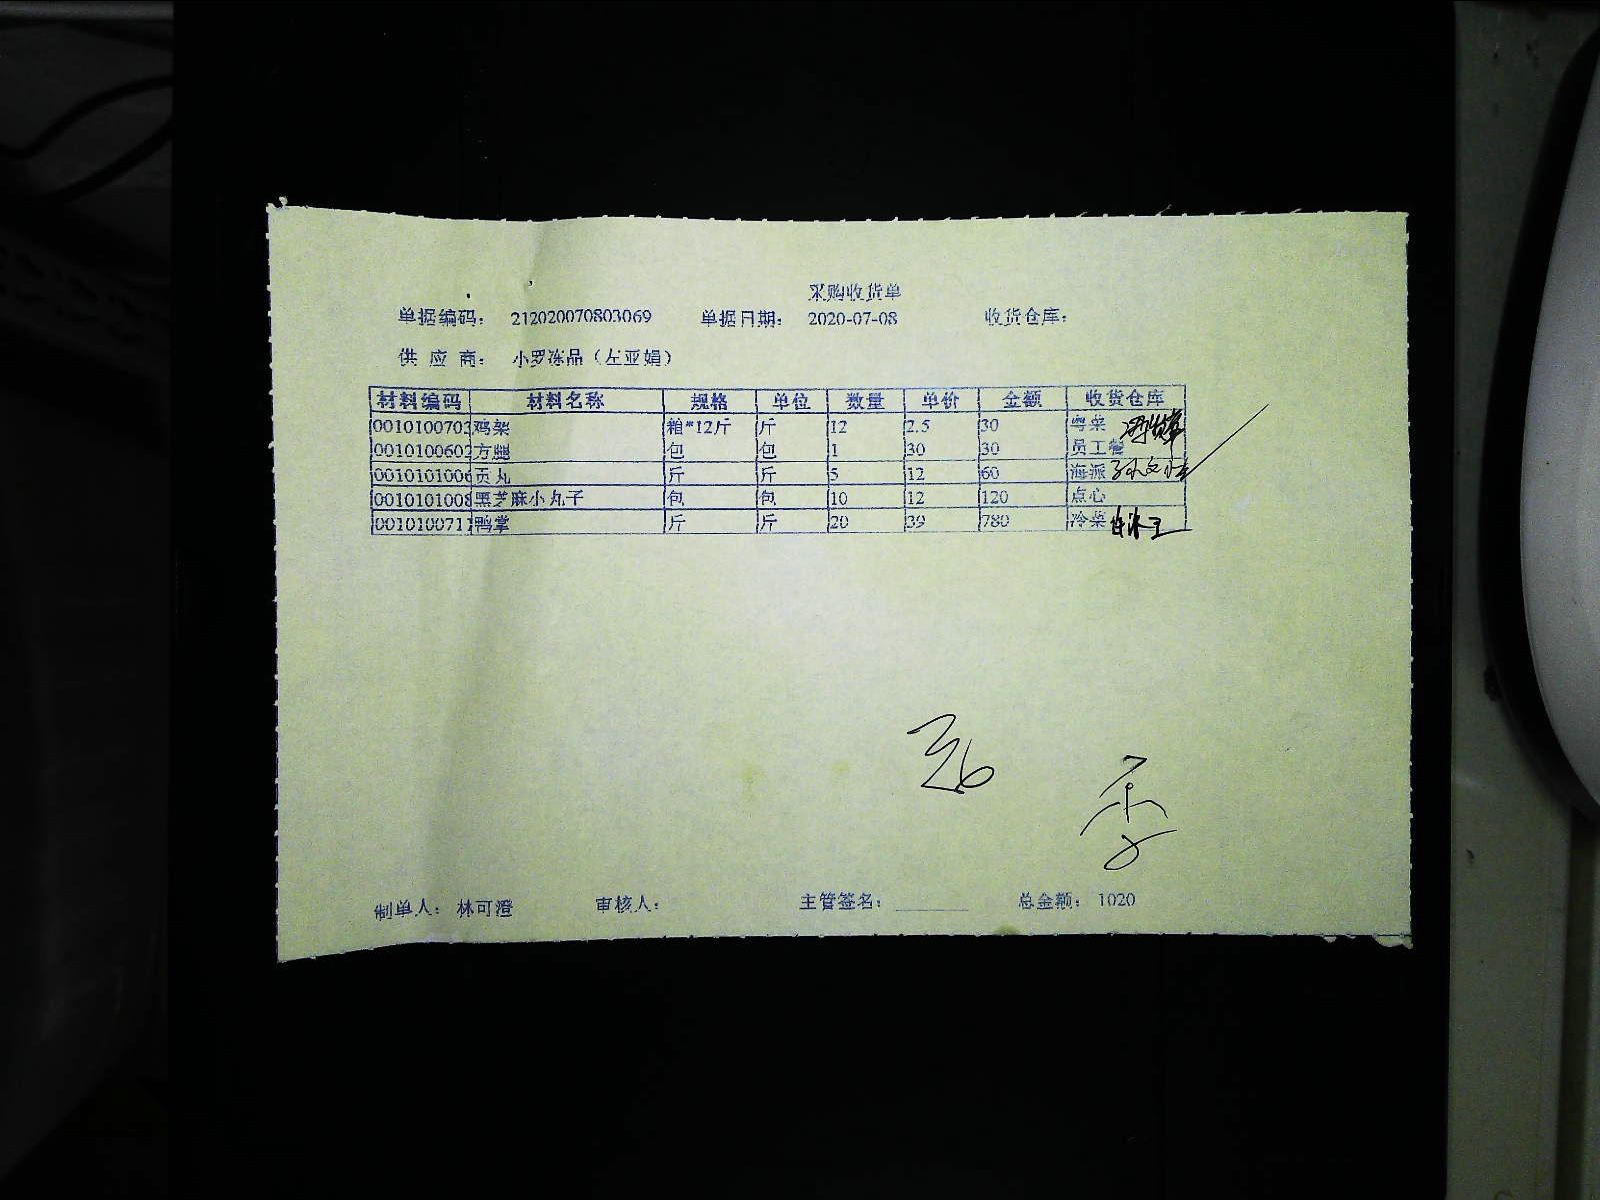 采购收货单
单据编码： 212020070803069 单据日期： 2020-07-08 收货仓库：
供 应 商： 小罗冻品（左亚娟）
材料编码 材料名称 规格 单位 数量 单价 金额 收货仓库
0010100703 鸡架 箱*12斤 斤 12 2.5 30 粤菜
0010100602 方腿 包 包 1 30 30 员工餐
0010101006 贡丸 斤 斤 5 12 60 海派
0010101008 黑芝麻小丸子 包 包 10 12 120 点心
0010100711 鸭掌 斤 斤 20 39 780 冷菜
制单人： 林可澄 审核人： 主管签名： 总金额： 1020